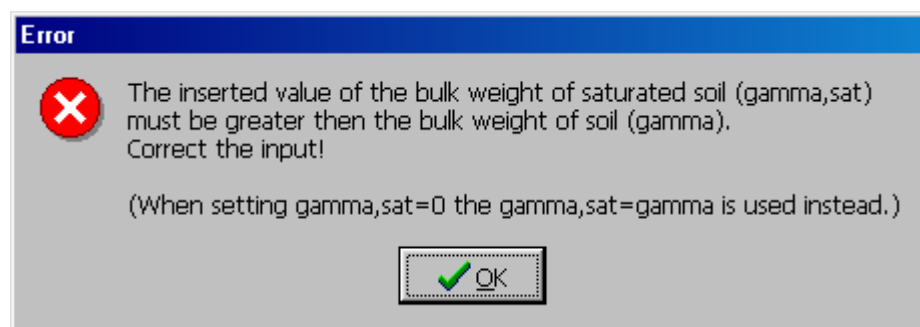 Error
The inserted value of the bulk weight of saturated soil (gamma,sat)
must be greater then the bulk weight of soil (gamma).
Correct the input!
(When setting gamma,sat=0 the gamma,sat=gamma is used instead.)
OK